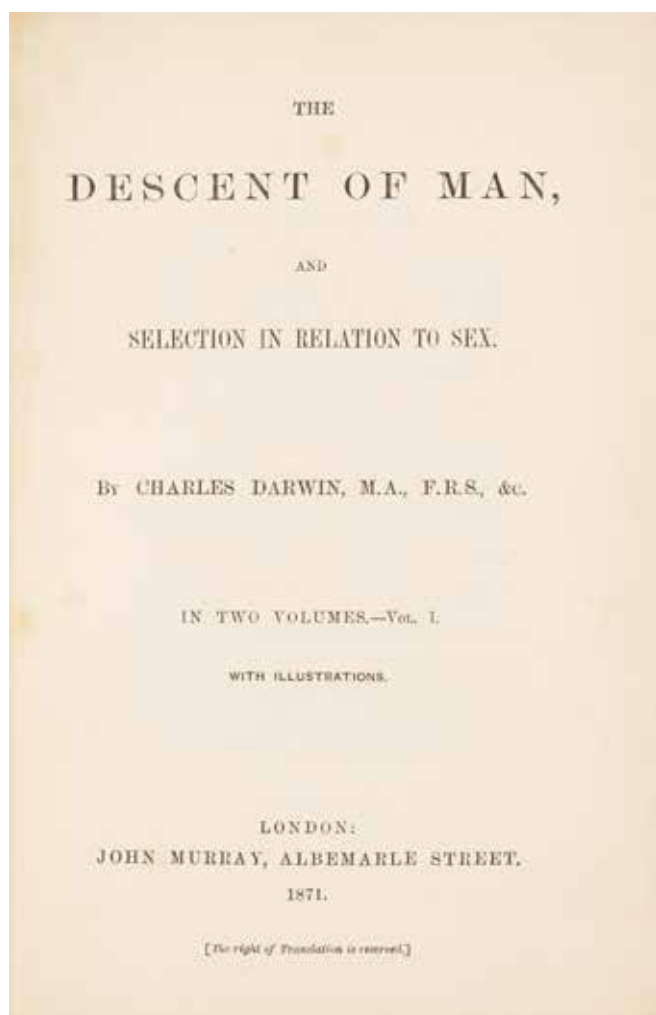 THE
DESCENT OF MAN,
AND
SELECTION IN RELATION TO SEX.
By CHARLES DARWIN, M.A., F.R.S., &c.
IN TWO VOLUMES.—Vol. I.
WITH ILLUSTRATIONS.
LONDON:
JOHN MURRAY, ALBEMARLE STREET.
1871.
[The right of Translation is reserved.]